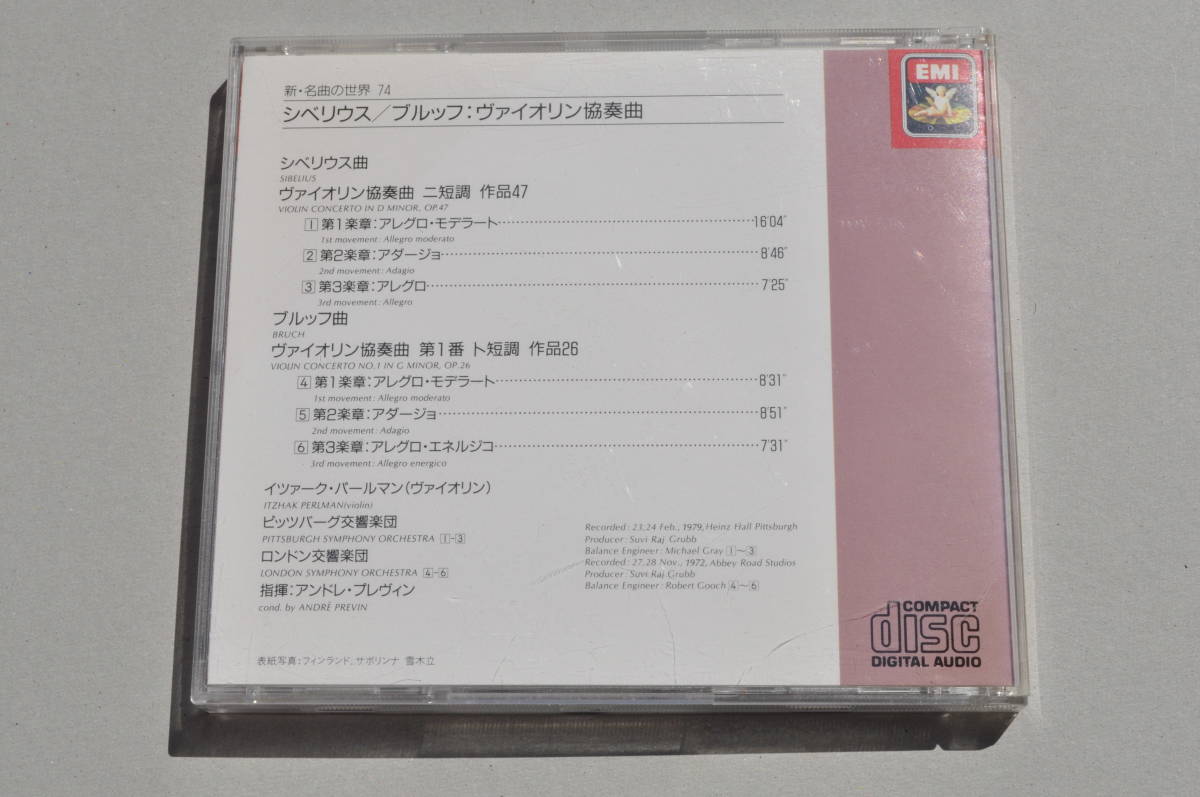 新・名曲の世界 74
シベリウス／ブルッフ：ヴァイオリン協奏曲
EMI
シベリウス曲
SIBELIUS
ヴァイオリン協奏曲 ニ短調 作品47
VIOLIN CONCERTO IN D MINOR, OP.47
1 第1楽章：アレグロ・モデラート 16'04"
1st movement: Allegro moderato
2 第2楽章：アダージョ 8'46"
2nd movement: Adagio
3 第3楽章：アレグロ 7'25"
3rd movement: Allegro
ブルッフ曲
BRUCH
ヴァイオリン協奏曲 第1番 ト短調 作品26
VIOLIN CONCERTO NO.1 IN G MINOR, OP.26
4 第1楽章：アレグロ・モデラート 8'31"
1st movement: Allegro moderato
5 第2楽章：アダージョ 8'51"
2nd movement: Adagio
6 第3楽章：アレグロ・エネルジコ 7'31"
3rd movement: Allegro energico
イツァーク・パールマン（ヴァイオリン）
ITZHAK PERLMAN(violin)
ピッツバーグ交響楽団
PITTSBURGH SYMPHONY ORCHESTRA 1-3
ロンドン交響楽団
LONDON SYMPHONY ORCHESTRA 4-6
指揮：アンドレ・プレヴィン
cond. by ANDRÉ PREVIN
Recorded: 23,24 Feb., 1979, Heinz Hall Pittsburgh
Producer: Suvi Raj Grubb
Balance Engineer: Michael Gray 1〜3
Recorded: 27,28 Nov., 1972, Abbey Road Studios
Producer: Suvi Raj Grubb
Balance Engineer: Robert Gooch 4〜6
表紙写真：フィンランド、サボリンナ 雪木立
COMPACT
disc
DIGITAL AUDIO